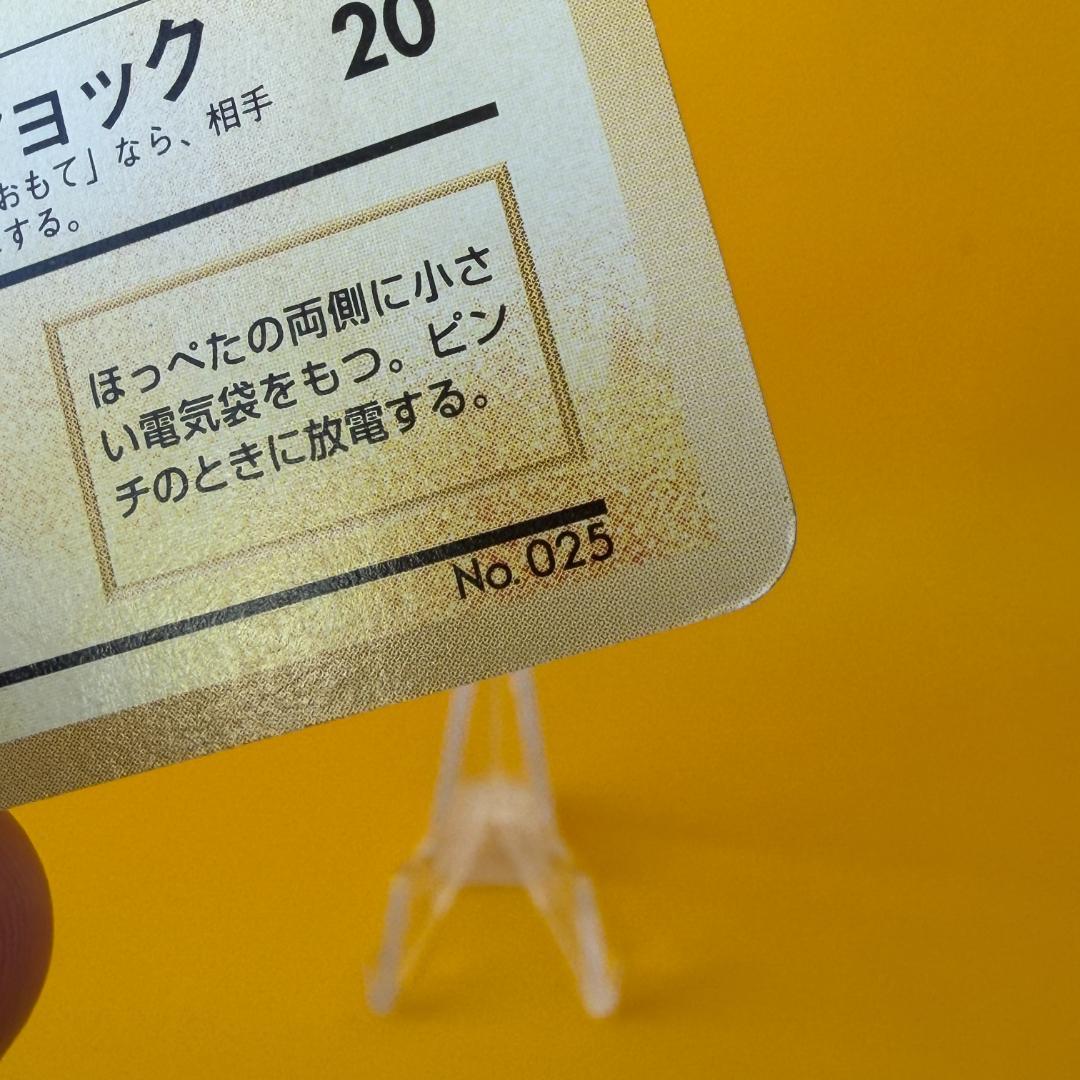 ョック 20
おもて」なら、相手
する。
ほっぺたの両側に小さ
い電気袋をもつ。ピン
チのときに放電する。
No. 025